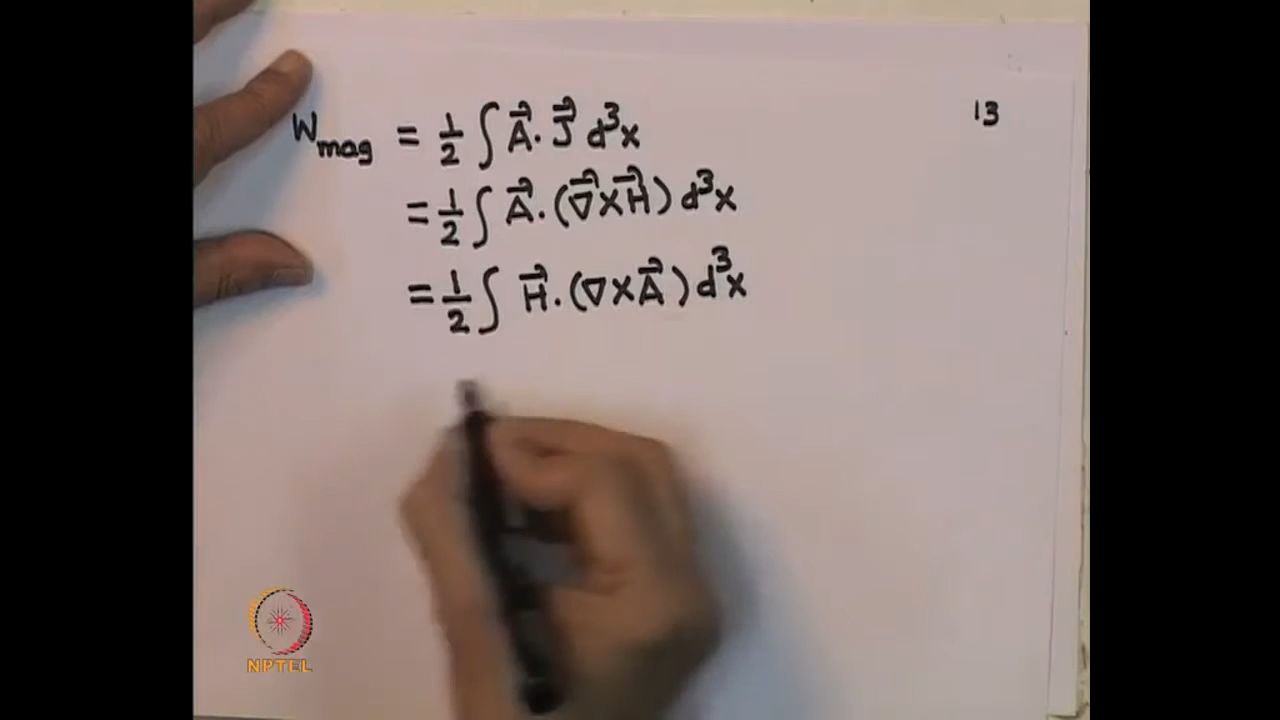 13
W_mag = 1/2 ∫ A⃗ . J⃗ d³x
= 1/2 ∫ A⃗ . (∇⃗ × H⃗) d³x
= 1/2 ∫ H⃗ . (∇ × A⃗) d³x
NPTEL